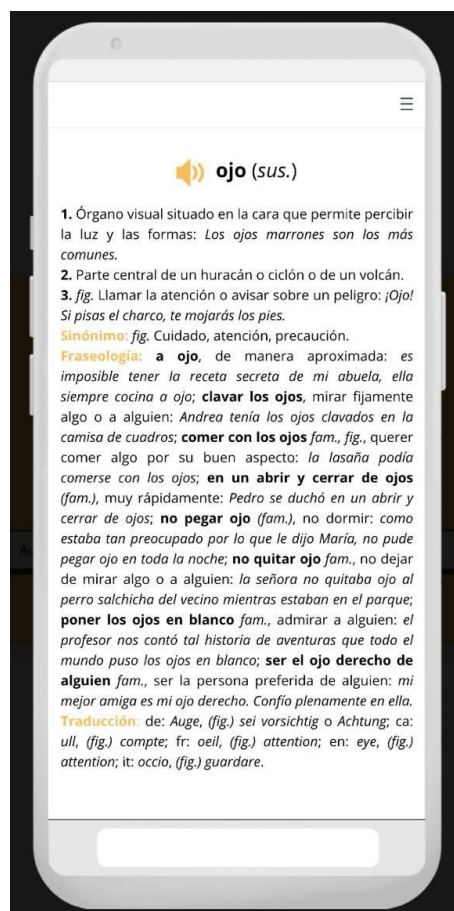 ojo (sus.)
1. Órgano visual situado en la cara que permite percibir
la luz y las formas: Los ojos marrones son los más
comunes.
2. Parte central de un huracán o ciclón o de un volcán.
3. fig. Llamar la atención o avisar sobre un peligro: ¡Ojo!
Si pisas el charco, te mojarás los pies.
Sinónimo: fig. Cuidado, atención, precaución.
Fraseología: a ojo, de manera aproximada: es
imposible tener la receta secreta de mi abuela, ella
siempre cocina a ojo; clavar los ojos, mirar fijamente
algo o a alguien: Andrea tenía los ojos clavados en la
camisa de cuadros; comer con los ojos fam., fig., querer
comer algo por su buen aspecto: la lasaña podía
comerse con los ojos; en un abrir y cerrar de ojos
(fam.), muy rápidamente: Pedro se duchó en un abrir y
cerrar de ojos; no pegar ojo (fam.), no dormir: como
estaba tan preocupado por lo que le dijo María, no pude
pegar ojo en toda la noche; no quitar ojo fam., no dejar
de mirar algo o a alguien: la señora no quitaba ojo al
perro salchicha del vecino mientras estaban en el parque;
poner los ojos en blanco fam., admirar a alguien: el
profesor nos contó tal historia de aventuras que todo el
mundo puso los ojos en blanco; ser el ojo derecho de
alguien fam., ser la persona preferida de alguien: mi
mejor amiga es mi ojo derecho. Confío plenamente en ella.
Traducción: de: Auge, (fig.) sei vorsichtig o Achtung; ca:
ull, (fig.) compte; fr: oeil, (fig.) attention; en: eye, (fig.)
attention; it: occio, (fig.) guardare.